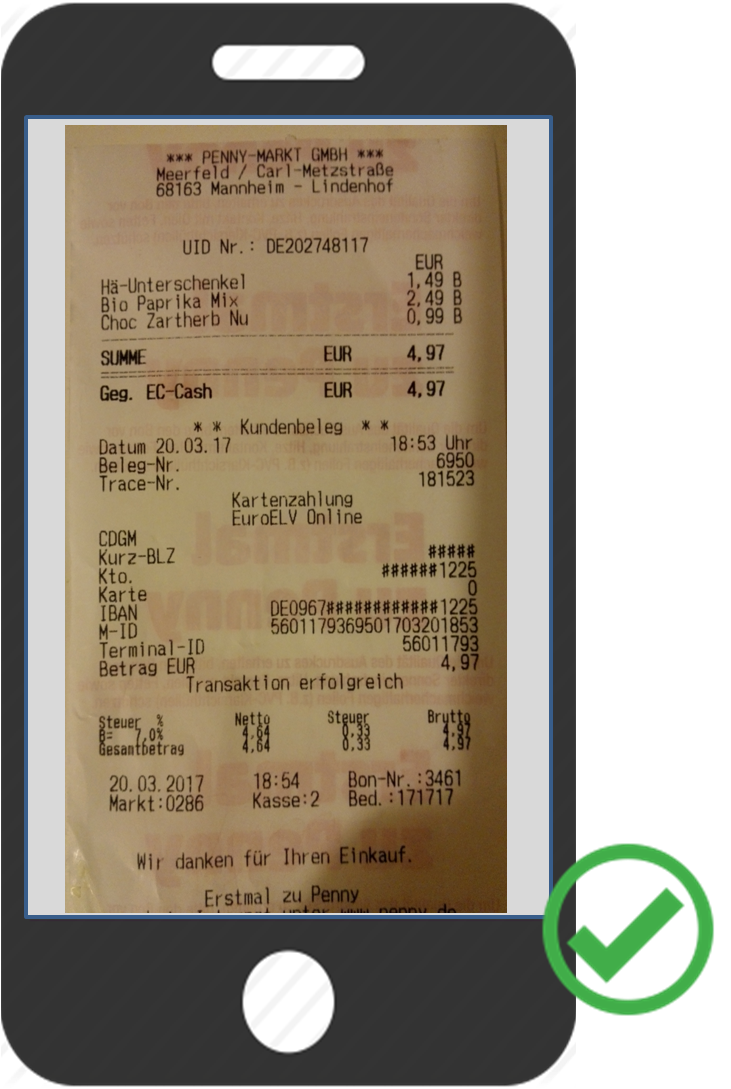 *** PENNY-MARKT GMBH ***
Meerfeld / Carl-Metzstraße
68163 Mannheim - Lindenhof
UID Nr.: DE202748117
EUR
Hä-Unterschenkel 1,49 B
Bio Paprika Mix 2,49 B
Choc Zartherb Nu 0,99 B
SUMME EUR 4,97
Geg. EC-Cash EUR 4,97
* * Kundenbeleg * *
Datum 20.03.17 18:53 Uhr
Beleg-Nr. 6950
Trace-Nr. 181523
Kartenzahlung
EuroELV Online
CDGM
Kurz-BLZ #####
Kto. ######1225
Karte 0
IBAN DE0967############1225
M-ID 5601179369501703201853
Terminal-ID 56011793
Betrag EUR 4,97
Transaktion erfolgreich
Steuer % Netto Steuer Brutto
B= 7,0% 4,64 0,33 4,97
Gesamtbetrag 4,64 0,33 4,97
20.03.2017 18:54 Bon-Nr.:3461
Markt:0286 Kasse:2 Bed.:171717
Wir danken für Ihren Einkauf.
Erstmal zu Penny
unter www.penny.de